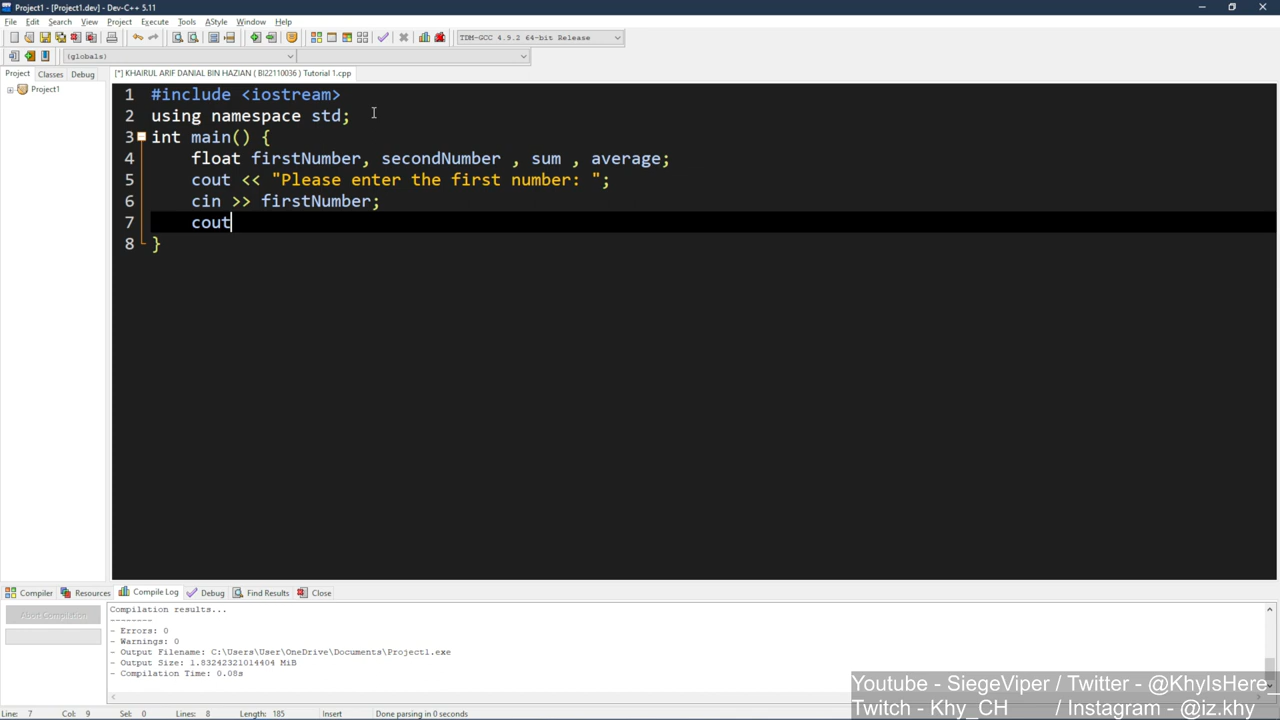 Project1 - [Project1.dev] - Dev-C++ 5.11
File Edit Search View Project Execute Tools AStyle Window Help
TDM-GCC 4.9.2 64-bit Release
(globals)
Project Classes Debug
[*] KHAIRUL ARIF DANIAL BIN HAZIAN ( BI22110036 ) Tutorial 1.cpp
Project1
1 #include <iostream>
2 using namespace std;
3 int main() {
4 float firstNumber, secondNumber , sum , average;
5 cout << "Please enter the first number: ";
6 cin >> firstNumber;
7 cout
8 }
Compiler Resources Compile Log Debug Find Results Close
Abort Compilation
Compilation results...
--------
- Errors: 0
- Warnings: 0
- Output Filename: C:\Users\User\OneDrive\Documents\Project1.exe
- Output Size: 1.83242321014404 MiB
- Compilation Time: 0.08s
Youtube - SiegeViper / Twitter - @KhyIsHere
Twitch - Khy_CH / Instagram - @iz.khy
Line: 7 Col: 9 Sel: 0 Lines: 8 Length: 185 Insert Done parsing in 0 seconds